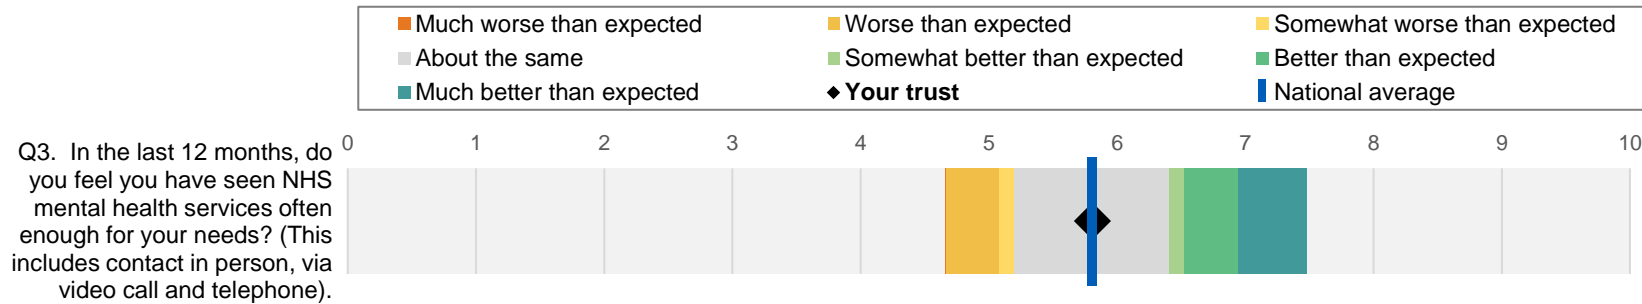 Much worse than expected Worse than expected Somewhat worse than expected
About the same Somewhat better than expected Better than expected
Much better than expected Your trust National average
0 1 2 3 4 5 6 7 8 9 10
Q3. In the last 12 months, do
you feel you have seen NHS
mental health services often
enough for your needs? (This
includes contact in person, via
video call and telephone).